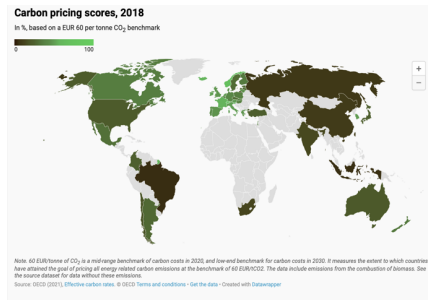 Carbon pricing scores, 2018
In %, based on a EUR 60 per tonne CO₂ benchmark
0 100
+
−
Note. 60 EUR/tonne of CO₂ is a mid-range benchmark of carbon costs in 2020, and low-end benchmark for carbon costs in 2030. It measures the extent to which countries
have attained the goal of pricing all energy related carbon emissions at the benchmark of 60 EUR/tCO2. The data include emissions from the combustion of biomass. See
the source dataset for data without these emissions.
Source: OECD (2021), Effective carbon rates. © OECD Terms and conditions • Get the data • Created with Datawrapper